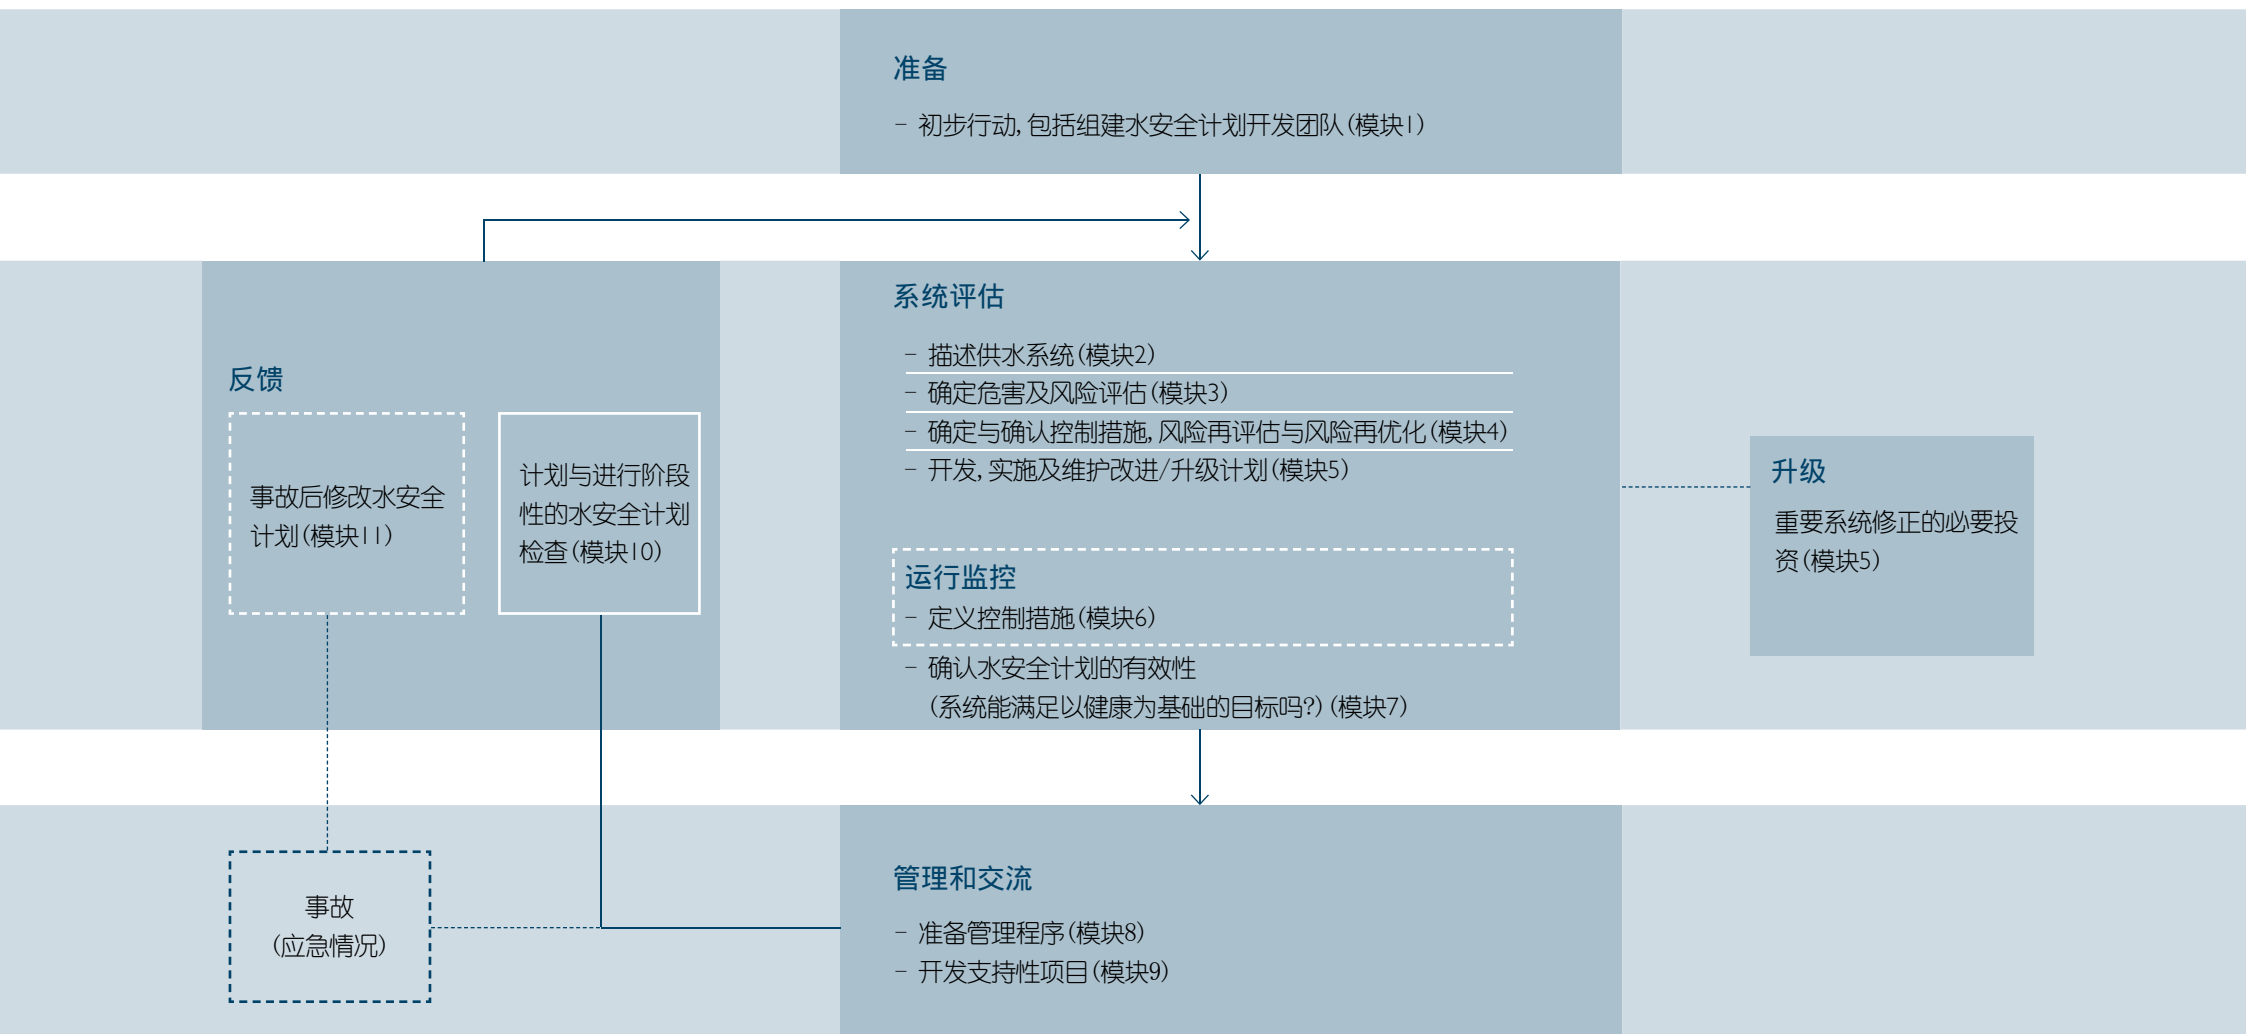 准备
- 初步行动,包括组建水安全计划开发团队(模块1)
反馈
事故后修改水安全
计划(模块11)
计划与进行阶段
性的水安全计划
检查(模块10)
系统评估
- 描述供水系统(模块2)
- 确定危害及风险评估(模块3)
- 确定与确认控制措施,风险再评估与风险再优化(模块4)
- 开发,实施及维护改进/升级计划(模块5)
运行监控
- 定义控制措施(模块6)
- 确认水安全计划的有效性
(系统能满足以健康为基础的目标吗?)(模块7)
升级
重要系统修正的必要投
资(模块5)
事故
(应急情况)
管理和交流
- 准备管理程序(模块8)
- 开发支持性项目(模块9)